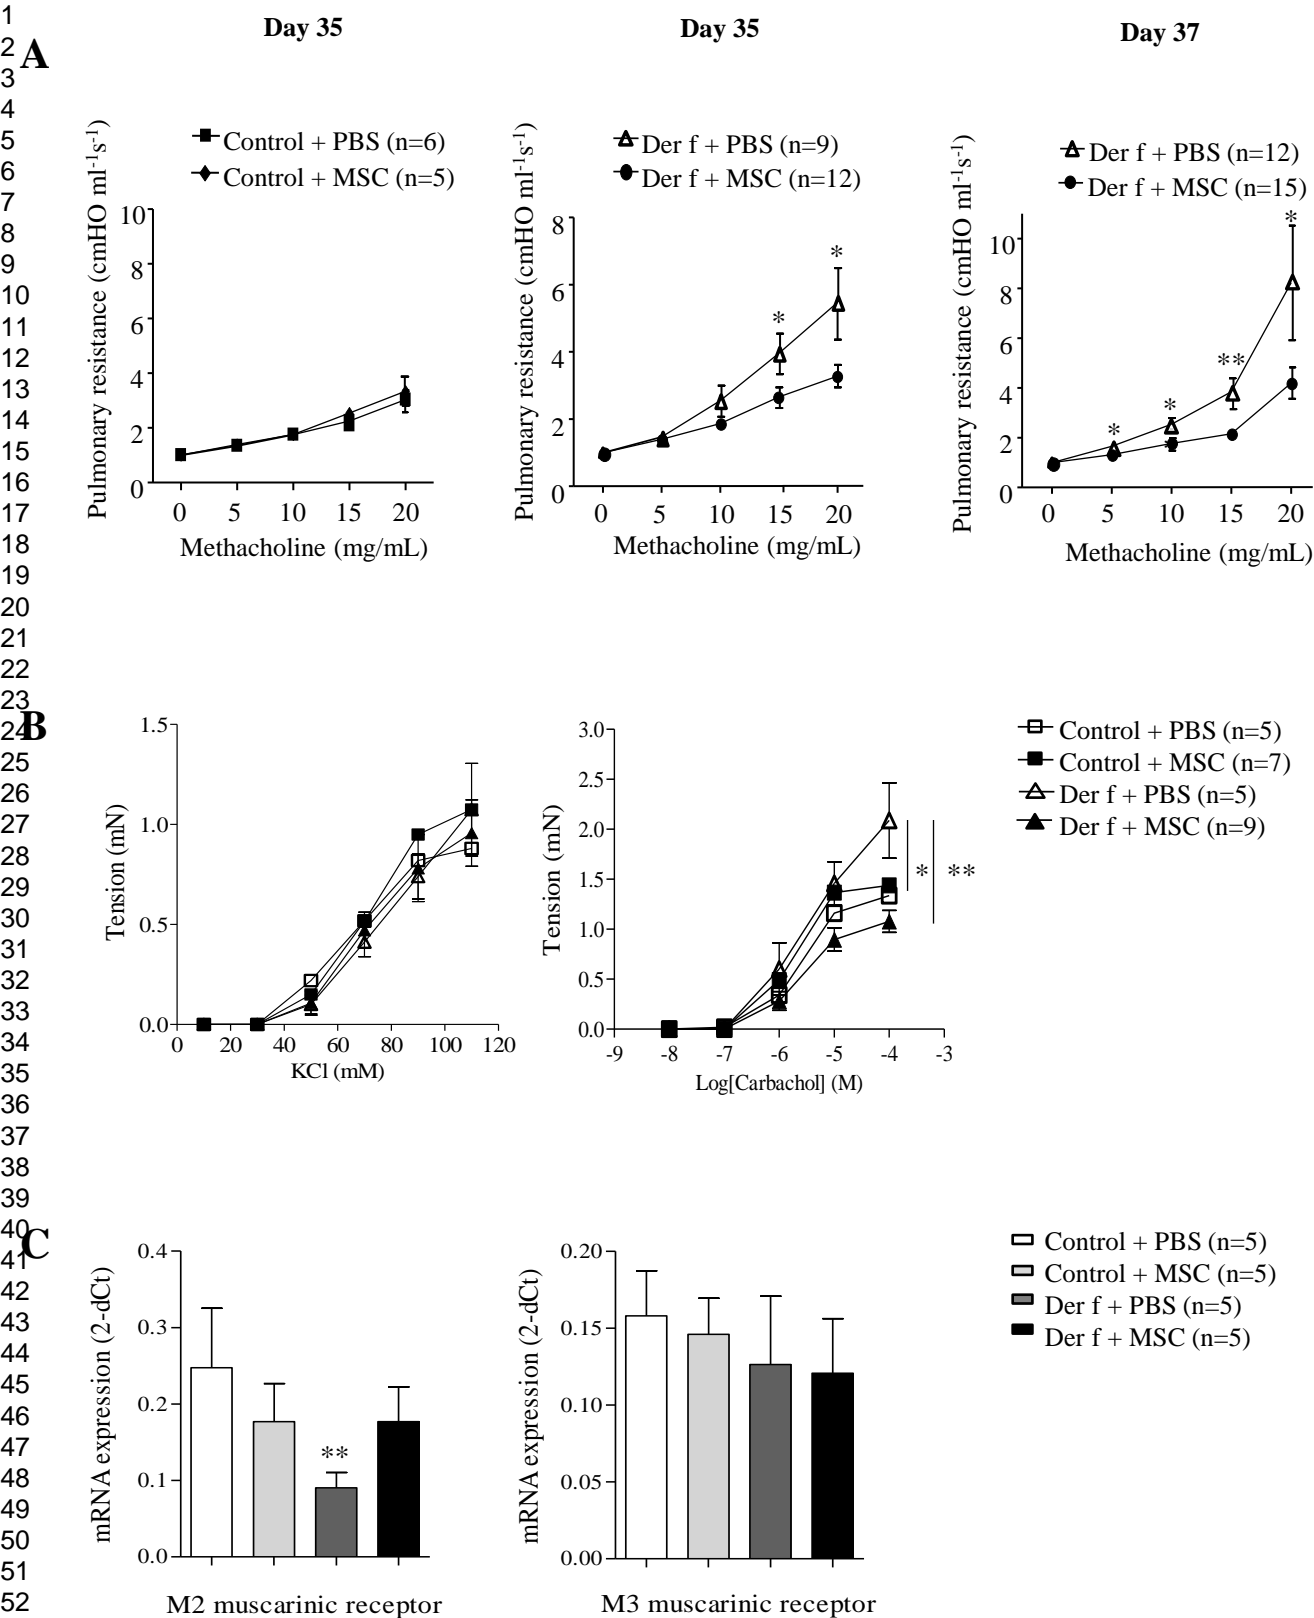 1
2
3
4
5
6
7
8
9
10
11
12
13
14
15
16
17
18
19
20
21
22
23
24
25
26
27
28
29
30
31
32
33
34
35
36
37
38
39
40
41
42
43
44
45
46
47
48
49
50
51
52
A
Day 35
Control + PBS (n=6)
Control + MSC (n=5)
Pulmonary resistance (cmHO ml-1s-1)
10
8
6
4
2
0
0 5 10 15 20
Methacholine (mg/mL)
Day 35
Der f + PBS (n=9)
Der f + MSC (n=12)
Pulmonary resistance (cmHO ml-1s-1)
8
6
4
2
0
*
*
0 5 10 15 20
Methacholine (mg/mL)
Day 37
Der f + PBS (n=12)
Der f + MSC (n=15)
Pulmonary resistance (cmHO ml-1s-1)
10
8
6
4
2
0
*
*
**
*
0 5 10 15 20
Methacholine (mg/mL)
B
Tension (mN)
1.5
1.0
0.5
0.0
0 20 40 60 80 100 120
KCl (mM)
Tension (mN)
3.0
2.5
2.0
1.5
1.0
0.5
0.0
* **
-9 -8 -7 -6 -5 -4 -3
Log[Carbachol] (M)
Control + PBS (n=5)
Control + MSC (n=7)
Der f + PBS (n=5)
Der f + MSC (n=9)
C
mRNA expression (2-dCt)
0.4
0.3
0.2
0.1
0.0
**
M2 muscarinic receptor
mRNA expression (2-dCt)
0.20
0.15
0.10
0.05
0.00
M3 muscarinic receptor
Control + PBS (n=5)
Control + MSC (n=5)
Der f + PBS (n=5)
Der f + MSC (n=5)